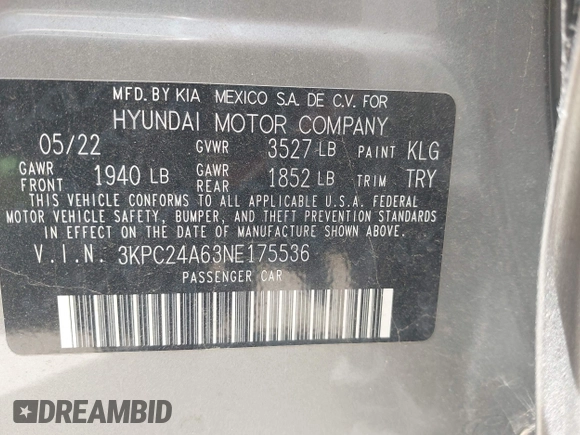 MFD. BY KIA MEXICO S.A. DE C.V. FOR
HYUNDAI MOTOR COMPANY
05/22 GVWR 3527 LB PAINT KLG
GAWR FRONT 1940 LB GAWR REAR 1852 LB TRIM TRY
THIS VEHICLE CONFORMS TO ALL APPLICABLE U.S.A. FEDERAL
MOTOR VEHICLE SAFETY, BUMPER, AND THEFT PREVENTION STANDARDS
IN EFFECT ON THE DATE OF MANUFACTURE SHOWN ABOVE.
V.I.N. 3KPC24A63NE175536
PASSENGER CAR
DREAMBID